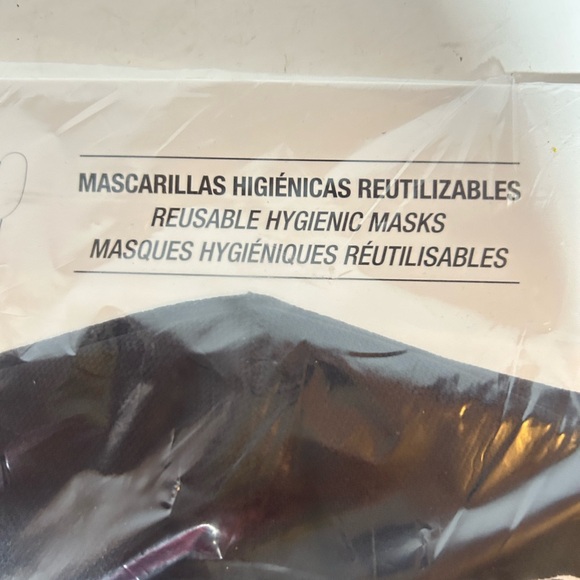 MASCARILLAS HIGIÉNICAS REUTILIZABLES
REUSABLE HYGIENIC MASKS
MASQUES HYGIÉNIQUES RÉUTILISABLES